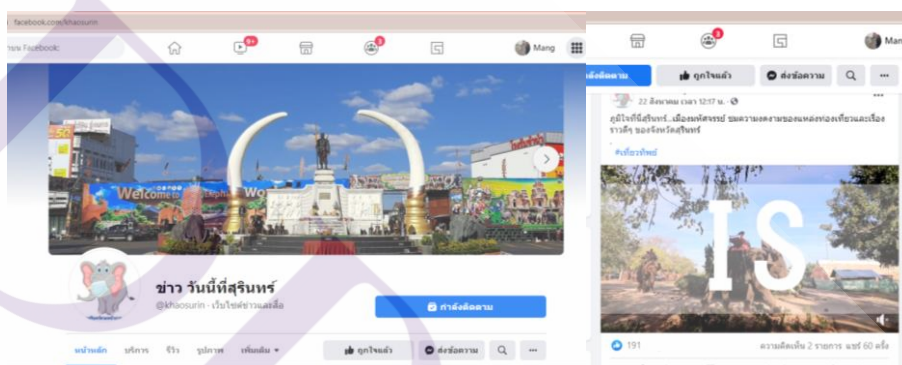 facebook.com/khaosurin
Facebook
9+
3
Mang
Welcome
ข่าว วันนี้ที่สุรินทร์
@khaosurin · เว็บไซต์ข่าวและสื่อ
กำลังติดตาม
หน้าหลัก บริการ รีวิว รูปภาพ เพิ่มเติม
ถูกใจแล้ว ส่งข้อความ
3
กำลังติดตาม ถูกใจแล้ว ส่งข้อความ
22 สิงหาคม เวลา 12:17 น.
ภูมิใจที่นี่สุรินทร์..เมืองมหัศจรรย์ ชมความงดงามของแหล่งท่องเที่ยวและเรื่อง
ราวดีๆ ของจังหวัดสุรินทร์
#เที่ยวทิพย์
IS
191 ความคิดเห็น 2 รายการ แชร์ 60 ครั้ง